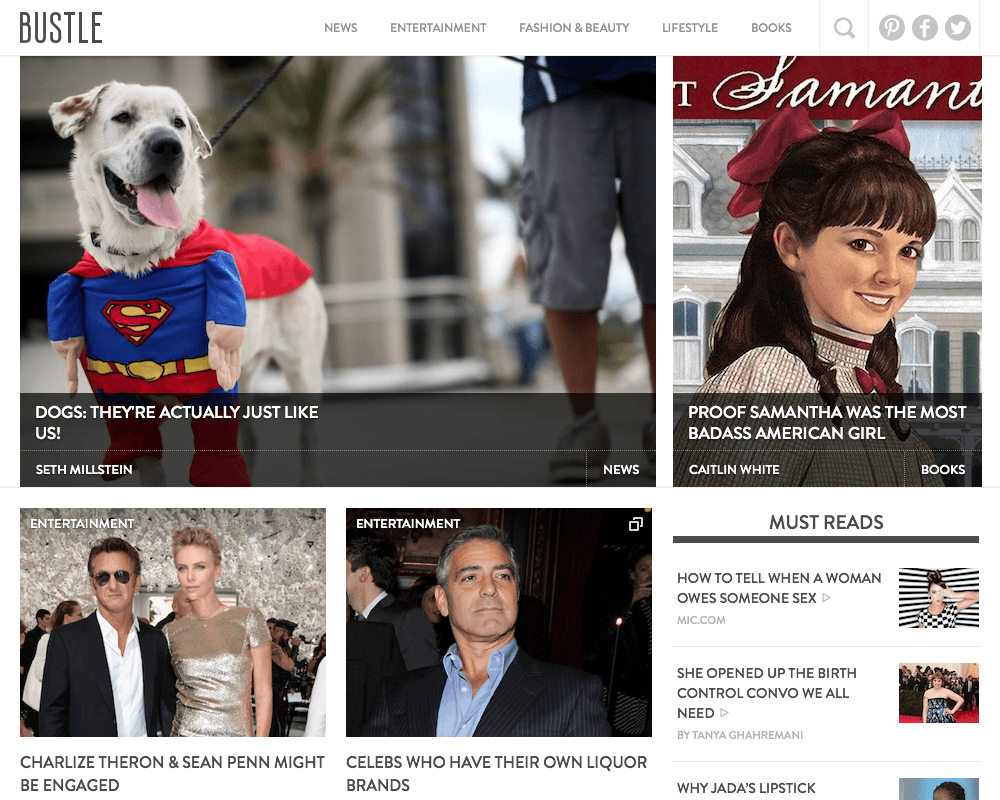 BUSTLE
NEWS
ENTERTAINMENT
FASHION & BEAUTY
LIFESTYLE
BOOKS
T Samant
DOGS: THEY'RE ACTUALLY JUST LIKE
US!
SETH MILLSTEIN
NEWS
PROOF SAMANTHA WAS THE MOST
BADASS AMERICAN GIRL
CAITLIN WHITE
BOOKS
ENTERTAINMENT
CHARLIZE THERON & SEAN PENN MIGHT
BE ENGAGED
ENTERTAINMENT
CELEBS WHO HAVE THEIR OWN LIQUOR
BRANDS
MUST READS
HOW TO TELL WHEN A WOMAN
OWES SOMEONE SEX
MIC.COM
SHE OPENED UP THE BIRTH
CONTROL CONVO WE ALL
NEED
BY TANYA GHAHREMANI
WHY JADA'S LIPSTICK